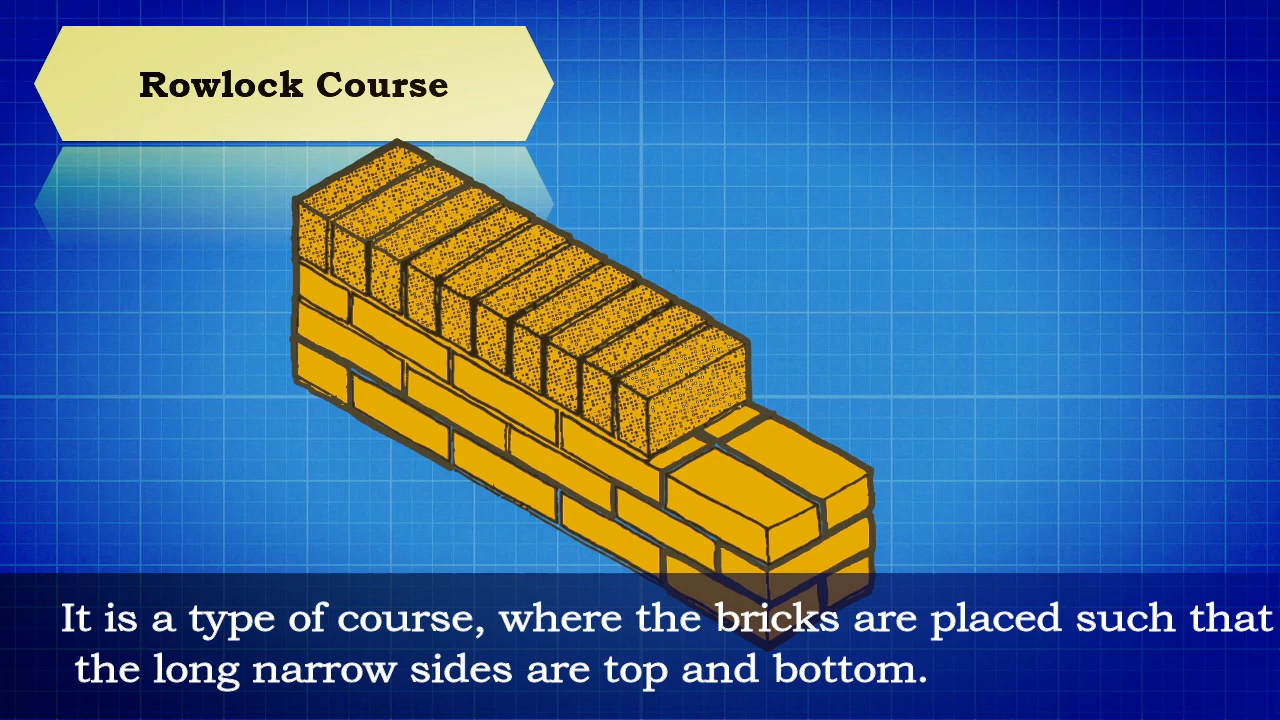 Rowlock Course
It is a type of course, where the bricks are placed such that
the long narrow sides are top and bottom.